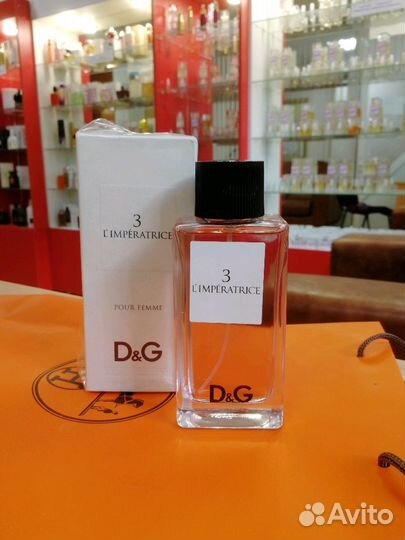 3
L'IMPÉRATRICE
POUR FEMME
D&G
3
L'IMPÉRATRICE
D&G
Avito